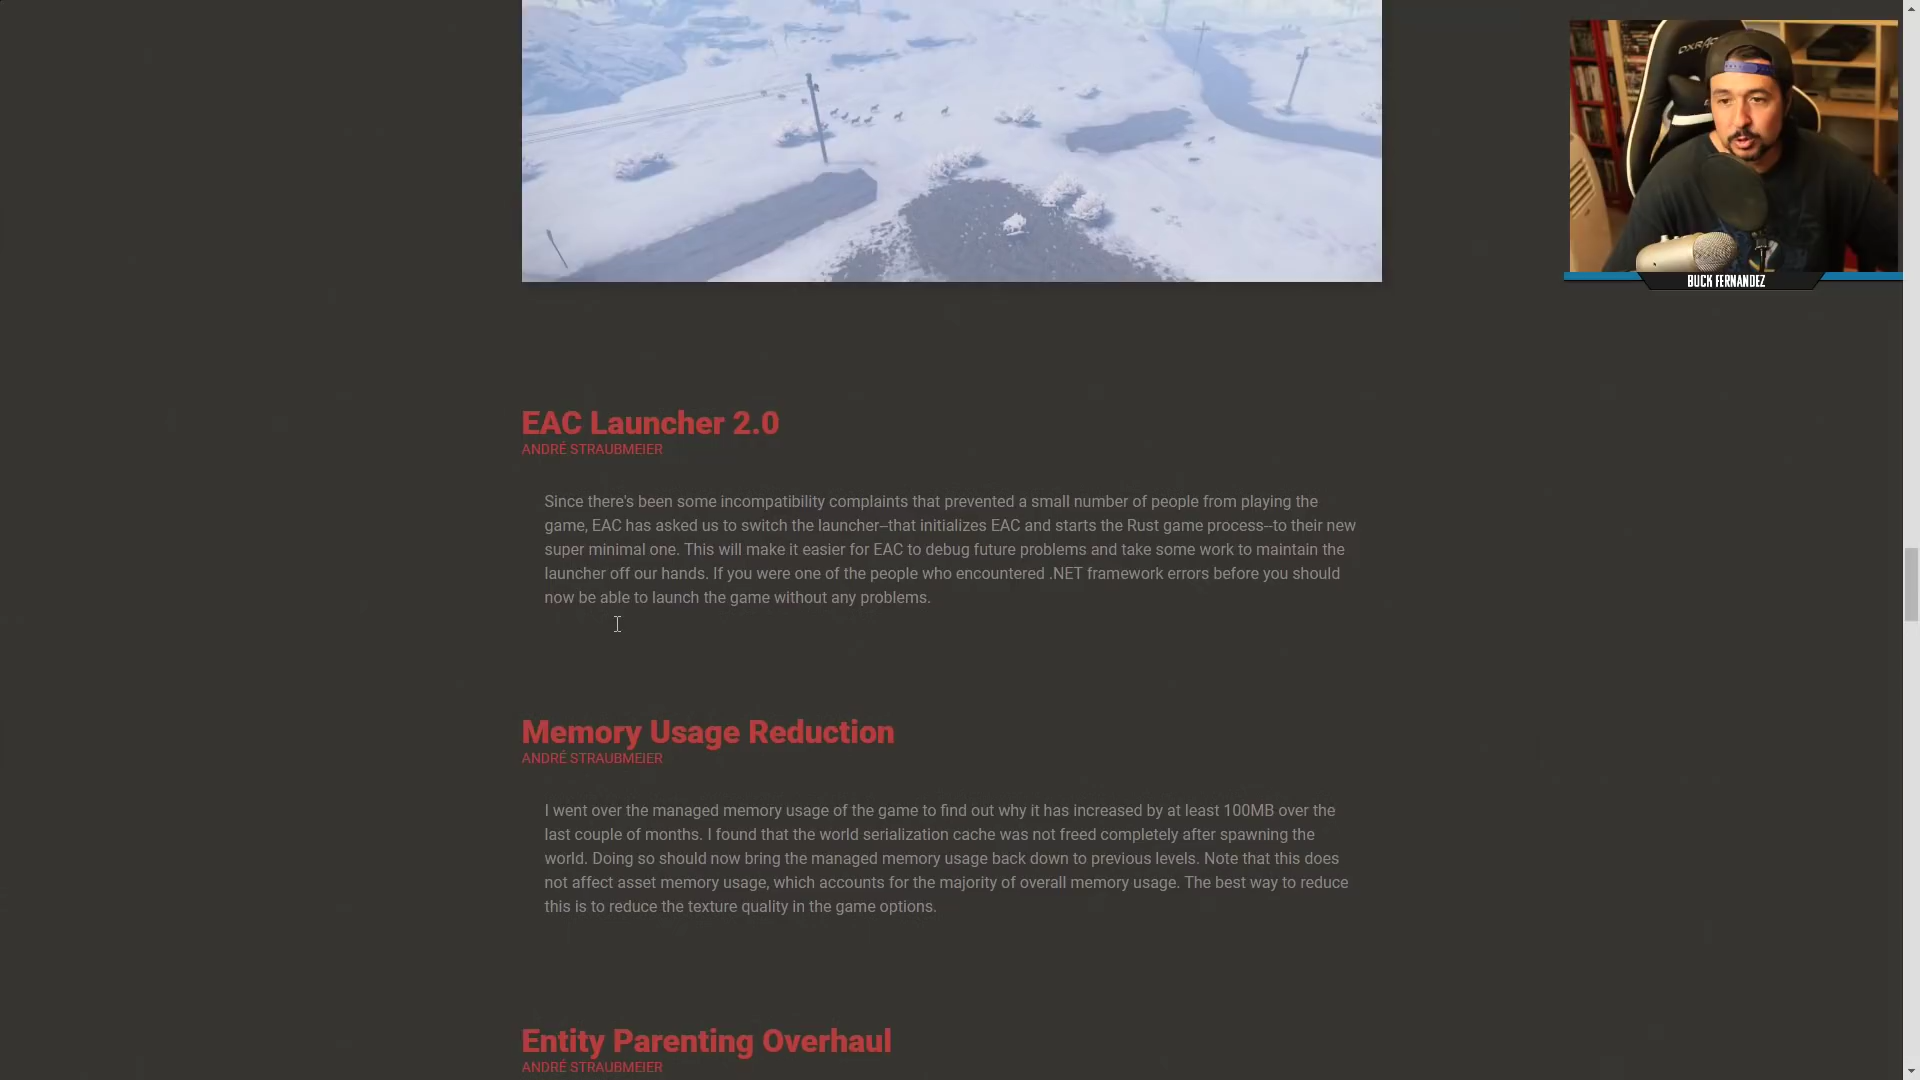 BUCK FERNANDEZ
EAC Launcher 2.0
ANDRÉ STRAUBMEIER
Since there's been some incompatibility complaints that prevented a small number of people from playing the
game, EAC has asked us to switch the launcher–that initializes EAC and starts the Rust game process–to their new
super minimal one. This will make it easier for EAC to debug future problems and take some work to maintain the
launcher off our hands. If you were one of the people who encountered .NET framework errors before you should
now be able to launch the game without any problems.
Memory Usage Reduction
ANDRÉ STRAUBMEIER
I went over the managed memory usage of the game to find out why it has increased by at least 100MB over the
last couple of months. I found that the world serialization cache was not freed completely after spawning the
world. Doing so should now bring the managed memory usage back down to previous levels. Note that this does
not affect asset memory usage, which accounts for the majority of overall memory usage. The best way to reduce
this is to reduce the texture quality in the game options.
Entity Parenting Overhaul
ANDRÉ STRAUBMEIER